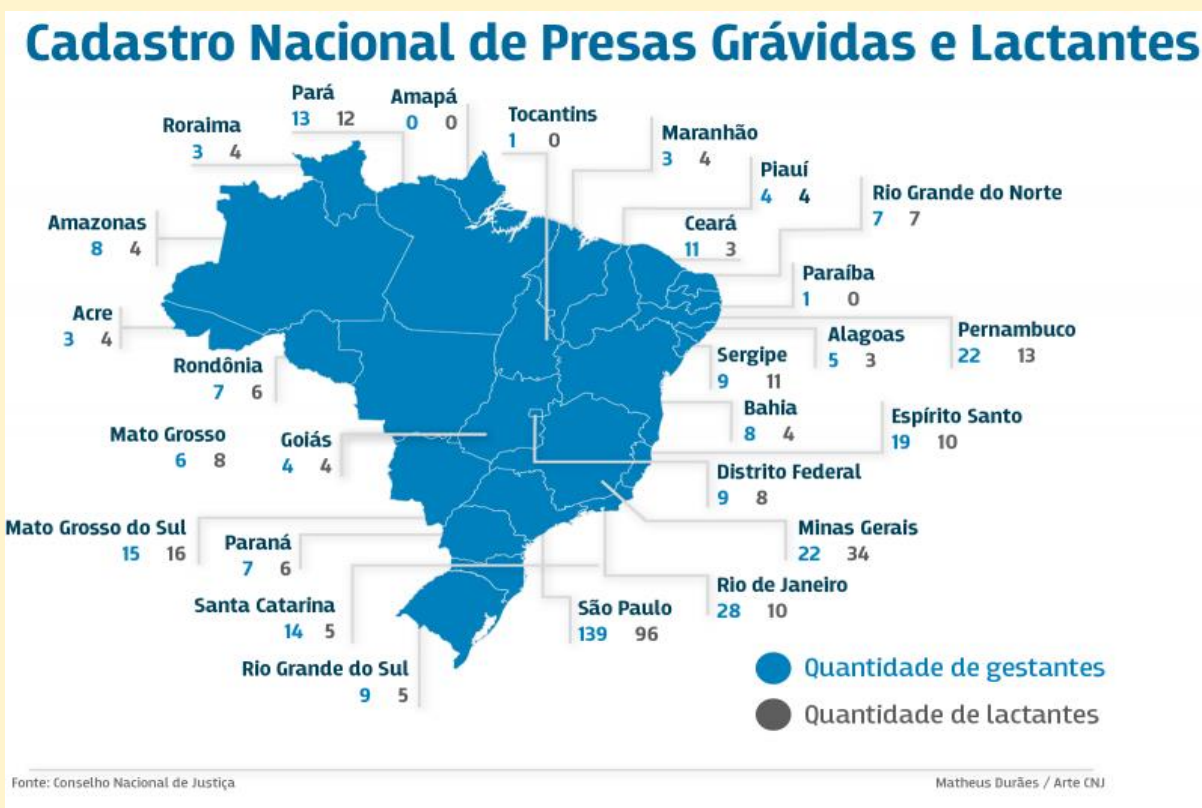 Cadastro Nacional de Presas Grávidas e Lactantes
Pará
13 12
Amapá
0 0
Tocantins
1 0
Roraima
3 4
Maranhão
3 4
Piauí
4 4
Rio Grande do Norte
7 7
Amazonas
8 4
Ceará
11 3
Paraíba
1 0
Acre
3 4
Pernambuco
22 13
Alagoas
5 3
Rondônia
7 6
Sergipe
9 11
Bahia
8 4
Espírito Santo
19 10
Mato Grosso
6 8
Goiás
4 4
Distrito Federal
9 8
Mato Grosso do Sul
15 16
Paraná
7 6
Minas Gerais
22 34
Rio de Janeiro
28 10
Santa Catarina
14 5
São Paulo
139 96
Rio Grande do Sul
9 5
Quantidade de gestantes
Quantidade de lactantes
Fonte: Conselho Nacional de Justiça
Matheus Durães / Arte CNJ